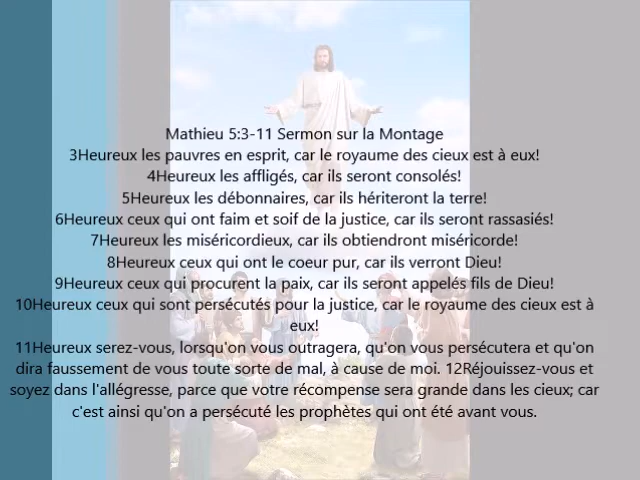 Mathieu 5:3-11 Sermon sur la Montage
3Heureux les pauvres en esprit, car le royaume des cieux est à eux!
4Heureux les affligés, car ils seront consolés!
5Heureux les débonnaires, car ils hériteront la terre!
6Heureux ceux qui ont faim et soif de la justice, car ils seront rassasiés!
7Heureux les miséricordieux, car ils obtiendront miséricorde!
8Heureux ceux qui ont le coeur pur, car ils verront Dieu!
9Heureux ceux qui procurent la paix, car ils seront appelés fils de Dieu!
10Heureux ceux qui sont persécutés pour la justice, car le royaume des cieux est à
eux!
11Heureux serez-vous, lorsqu'on vous outragera, qu'on vous persécutera et qu'on
dira faussement de vous toute sorte de mal, à cause de moi. 12Réjouissez-vous et
soyez dans l'allégresse, parce que votre récompense sera grande dans les cieux; car
c'est ainsi qu'on a persécuté les prophètes qui ont été avant vous.